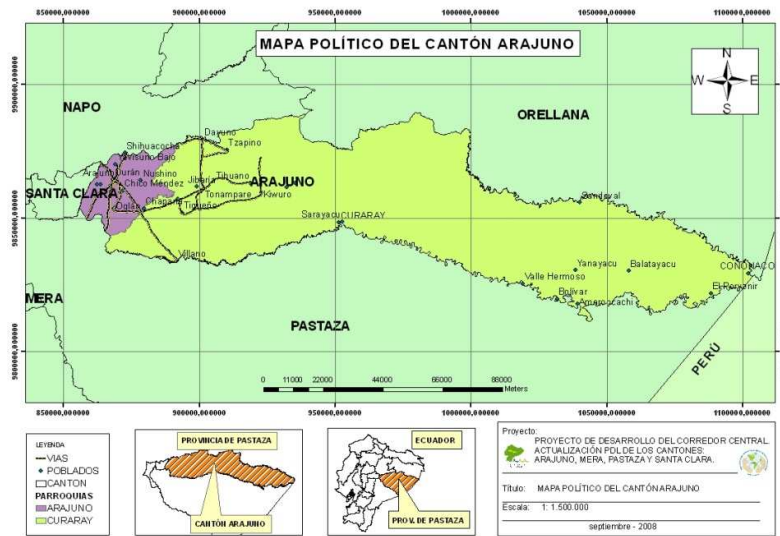 850000,000000
900000,000000
950000,000000
1000000,000000
1050000,000000
1100000,000000
MAPA POLÍTICO DEL CANTÓN ARAJUNO
N
W E
S
9900000,000000
9850000,000000
9800000,000000
NAPO
ORELLANA
Dayuno
Tzapino
Shihuacocha
Arajuno
Durán
Nushino
Chico Méndez
SANTA CLARA
Tihuano
ARAJUNO
Tonampare
Kiwuro
Oglán
Chapana
Tigueño
Sandoval
Sarayacu
CURARAY
Villano
Yanayacu
Balatayacu
CONONACO
Valle Hermoso
Bolívar
El Porvenir
MERA
PASTAZA
PERÚ
0 11000 22000 44000 66000 88000
Meters
850000,000000
900000,000000
950000,000000
1000000,000000
1050000,000000
1100000,000000
LEYENDA
VIAS
POBLADOS
CANTON
PARROQUIAS
ARAJUNO
CURARAY
PROVINCIA DE PASTAZA
CANTÓN ARAJUNO
ECUADOR
PROV. DE PASTAZA
Proyecto:
PROYECTO DE DESARROLLO DEL CORREDOR CENTRAL.
ACTUALIZACIÓN PDL DE LOS CANTONES:
ARAJUNO, MERA, PASTAZA Y SANTA CLARA.
Título: MAPA POLÍTICO DEL CANTÓN ARAJUNO
Escala: 1: 1.500.000
septiembre - 2008